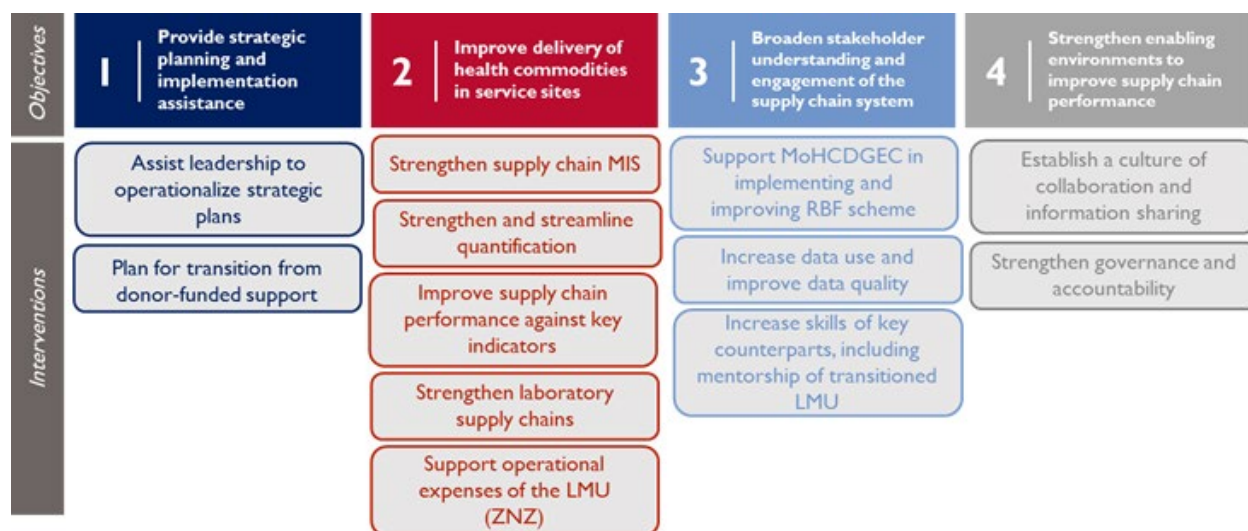 Objectives
1
Provide strategic
planning and
implementation
assistance
2
Improve delivery of
health commodities
in service sites
3
Broaden stakeholder
understanding and
engagement of the
supply chain system
4
Strengthen enabling
environments to
improve supply chain
performance
Interventions
Assist leadership to
operationalize strategic
plans
Plan for transition from
donor-funded support
Strengthen supply chain MIS
Strengthen and streamline
quantification
Improve supply chain
performance against key
indicators
Strengthen laboratory
supply chains
Support operational
expenses of the LMU
(ZNZ)
Support MoHCDGEC in
implementing and
improving RBF scheme
Increase data use and
improve data quality
Increase skills of key
counterparts, including
mentorship of transitioned
LMU
Establish a culture of
collaboration and
information sharing
Strengthen governance and
accountability